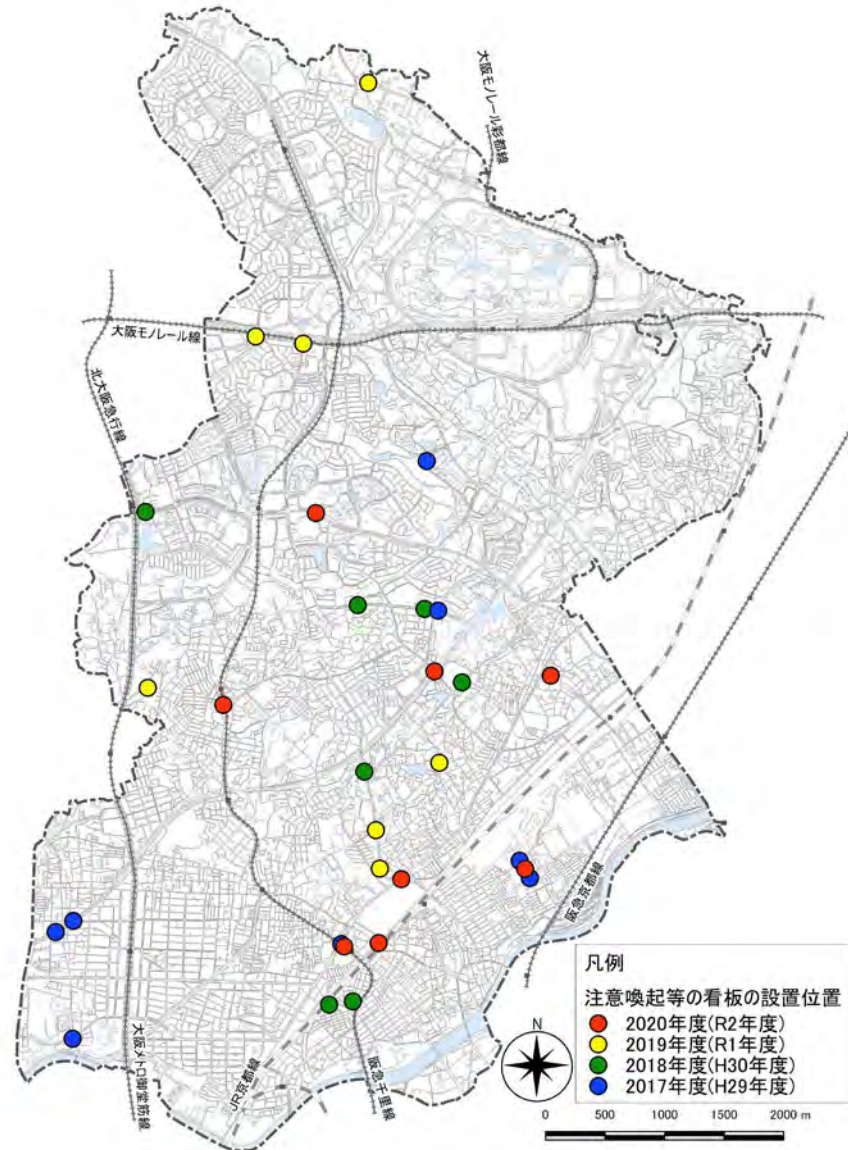 大阪モノレール彩都線
大阪モノレール線
北大阪急行線
阪急京都線
大阪メトロ御堂筋線
JR京都線
阪急千里線
凡例
注意喚起等の看板の設置位置
2020年度(R2年度)
2019年度(R1年度)
2018年度(H30年度)
2017年度(H29年度)
N
0 500 1000 1500 2000 m